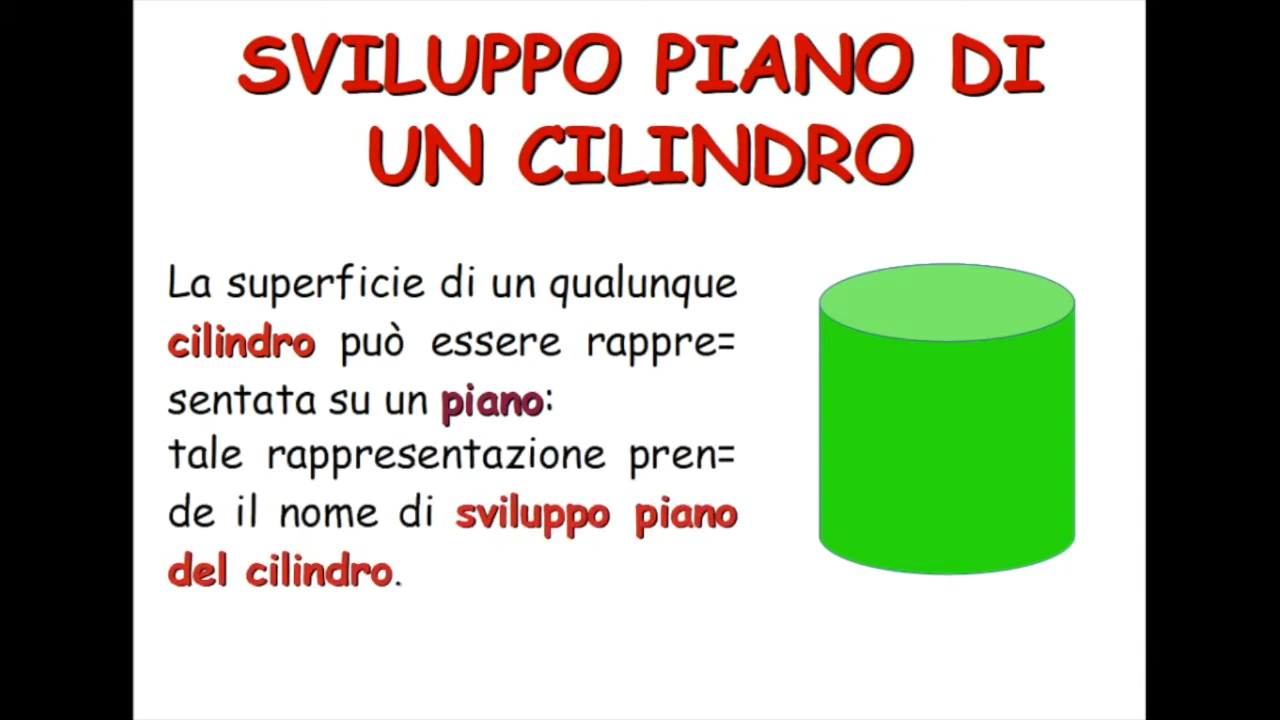 SVILUPPO PIANO DI
UN CILINDRO
La superficie di un qualunque
cilindro può essere rappre=
sentata su un piano:
tale rappresentazione pren=
de il nome di sviluppo piano
del cilindro.